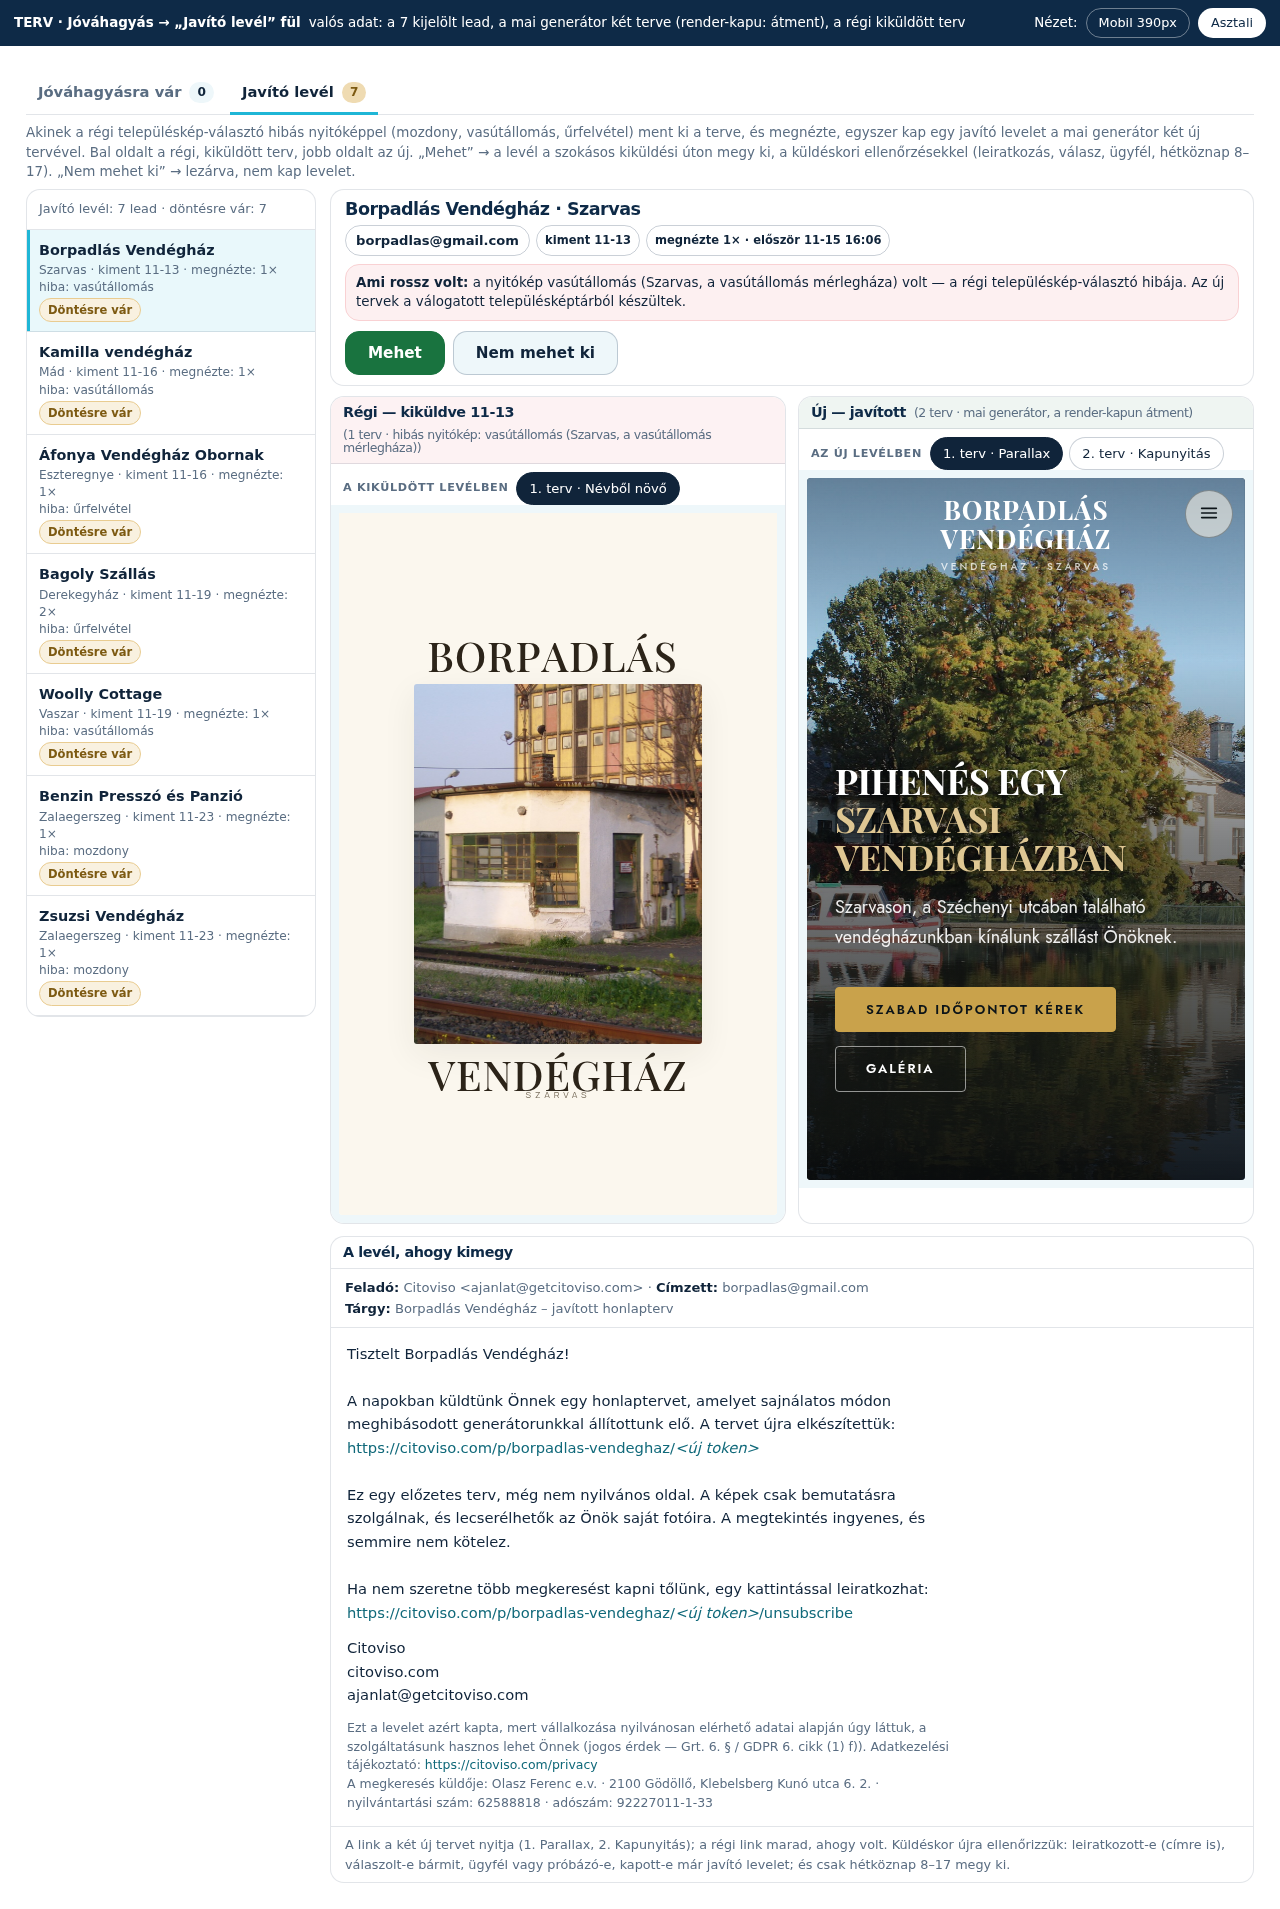 TERV · Jóváhagyás → „Javító levél” fül valós adat: a 7 kijelölt lead, a mai generátor két terve (render-kapu: átment), a régi kiküldött terv
Nézet: Mobil 390px Asztali
Jóváhagyásra vár 0 Javító levél 7
Akinek a régi településkép-választó hibás nyitóképpel (mozdony, vasútállomás, űrfelvétel) ment ki a terve, és megnézte, egyszer kap egy javító levelet a mai generátor két új
tervével. Bal oldalt a régi, kiküldött terv, jobb oldalt az új. „Mehet” → a levél a szokásos kiküldési úton megy ki, a küldéskori ellenőrzésekkel (leiratkozás, válasz, ügyfél, hétköznap 8–
17). „Nem mehet ki” → lezárva, nem kap levelet.
Javító levél: 7 lead · döntésre vár: 7
Borpadlás Vendégház
Szarvas · kiment 11-13 · megnézte: 1×
hiba: vasútállomás
Döntésre vár
Kamilla vendégház
Mád · kiment 11-16 · megnézte: 1×
hiba: vasútállomás
Döntésre vár
Áfonya Vendégház Obornak
Eszteregnye · kiment 11-16 · megnézte:
1×
hiba: űrfelvétel
Döntésre vár
Bagoly Szállás
Derekegyház · kiment 11-19 · megnézte:
2×
hiba: űrfelvétel
Döntésre vár
Woolly Cottage
Vaszar · kiment 11-19 · megnézte: 1×
hiba: vasútállomás
Döntésre vár
Benzin Presszó és Panzió
Zalaegerszeg · kiment 11-23 · megnézte:
1×
hiba: mozdony
Döntésre vár
Zsuzsi Vendégház
Zalaegerszeg · kiment 11-23 · megnézte:
1×
hiba: mozdony
Döntésre vár
Borpadlás Vendégház · Szarvas
borpadlas@gmail.com kiment 11-13 megnézte 1× · először 11-15 16:06
Ami rossz volt: a nyitókép vasútállomás (Szarvas, a vasútállomás mérlegháza) volt — a régi településkép-választó hibája. Az új
tervek a válogatott településképtárból készültek.
Mehet Nem mehet ki
Régi — kiküldve 11-13
(1 terv · hibás nyitókép: vasútállomás (Szarvas, a vasútállomás
mérlegháza))
A KIKÜLDÖTT LEVÉLBEN 1. terv · Névből növő
BORPADLÁS
VENDÉGHÁZ
SZARVAS
Új — javított (2 terv · mai generátor, a render-kapun átment)
AZ ÚJ LEVÉLBEN 1. terv · Parallax 2. terv · Kapunyitás
BORPADLÁS
VENDÉGHÁZ
VENDÉGHÁZ · SZARVAS
PIHENÉS EGY
SZARVASI
VENDÉGHÁZBAN
Szarvason, a Széchenyi utcában található
vendégházunkban kínálunk szállást Önöknek.
SZABAD IDŐPONTOT KÉREK
GALÉRIA
A levél, ahogy kimegy
Feladó: Citoviso <ajanlat@getcitoviso.com> · Címzett: borpadlas@gmail.com
Tárgy: Borpadlás Vendégház – javított honlapterv
Tisztelt Borpadlás Vendégház!
A napokban küldtünk Önnek egy honlaptervet, amelyet sajnálatos módon
meghibásodott generátorunkkal állítottunk elő. A tervet újra elkészítettük:
https://citoviso.com/p/borpadlas-vendeghaz/<új token>
Ez egy előzetes terv, még nem nyilvános oldal. A képek csak bemutatásra
szolgálnak, és lecserélhetők az Önök saját fotóira. A megtekintés ingyenes, és
semmire nem kötelez.
Ha nem szeretne több megkeresést kapni tőlünk, egy kattintással leiratkozhat:
https://citoviso.com/p/borpadlas-vendeghaz/<új token>/unsubscribe
Citoviso
citoviso.com
ajanlat@getcitoviso.com
Ezt a levelet azért kapta, mert vállalkozása nyilvánosan elérhető adatai alapján úgy láttuk, a
szolgáltatásunk hasznos lehet Önnek (jogos érdek — Grt. 6. § / GDPR 6. cikk (1) f)). Adatkezelési
tájékoztató: https://citoviso.com/privacy
A megkeresés küldője: Olasz Ferenc e.v. · 2100 Gödöllő, Klebelsberg Kunó utca 6. 2. ·
nyilvántartási szám: 62588818 · adószám: 92227011-1-33
A link a két új tervet nyitja (1. Parallax, 2. Kapunyitás); a régi link marad, ahogy volt. Küldéskor újra ellenőrizzük: leiratkozott-e (címre is),
válaszolt-e bármit, ügyfél vagy próbázó-e, kapott-e már javító levelet; és csak hétköznap 8–17 megy ki.